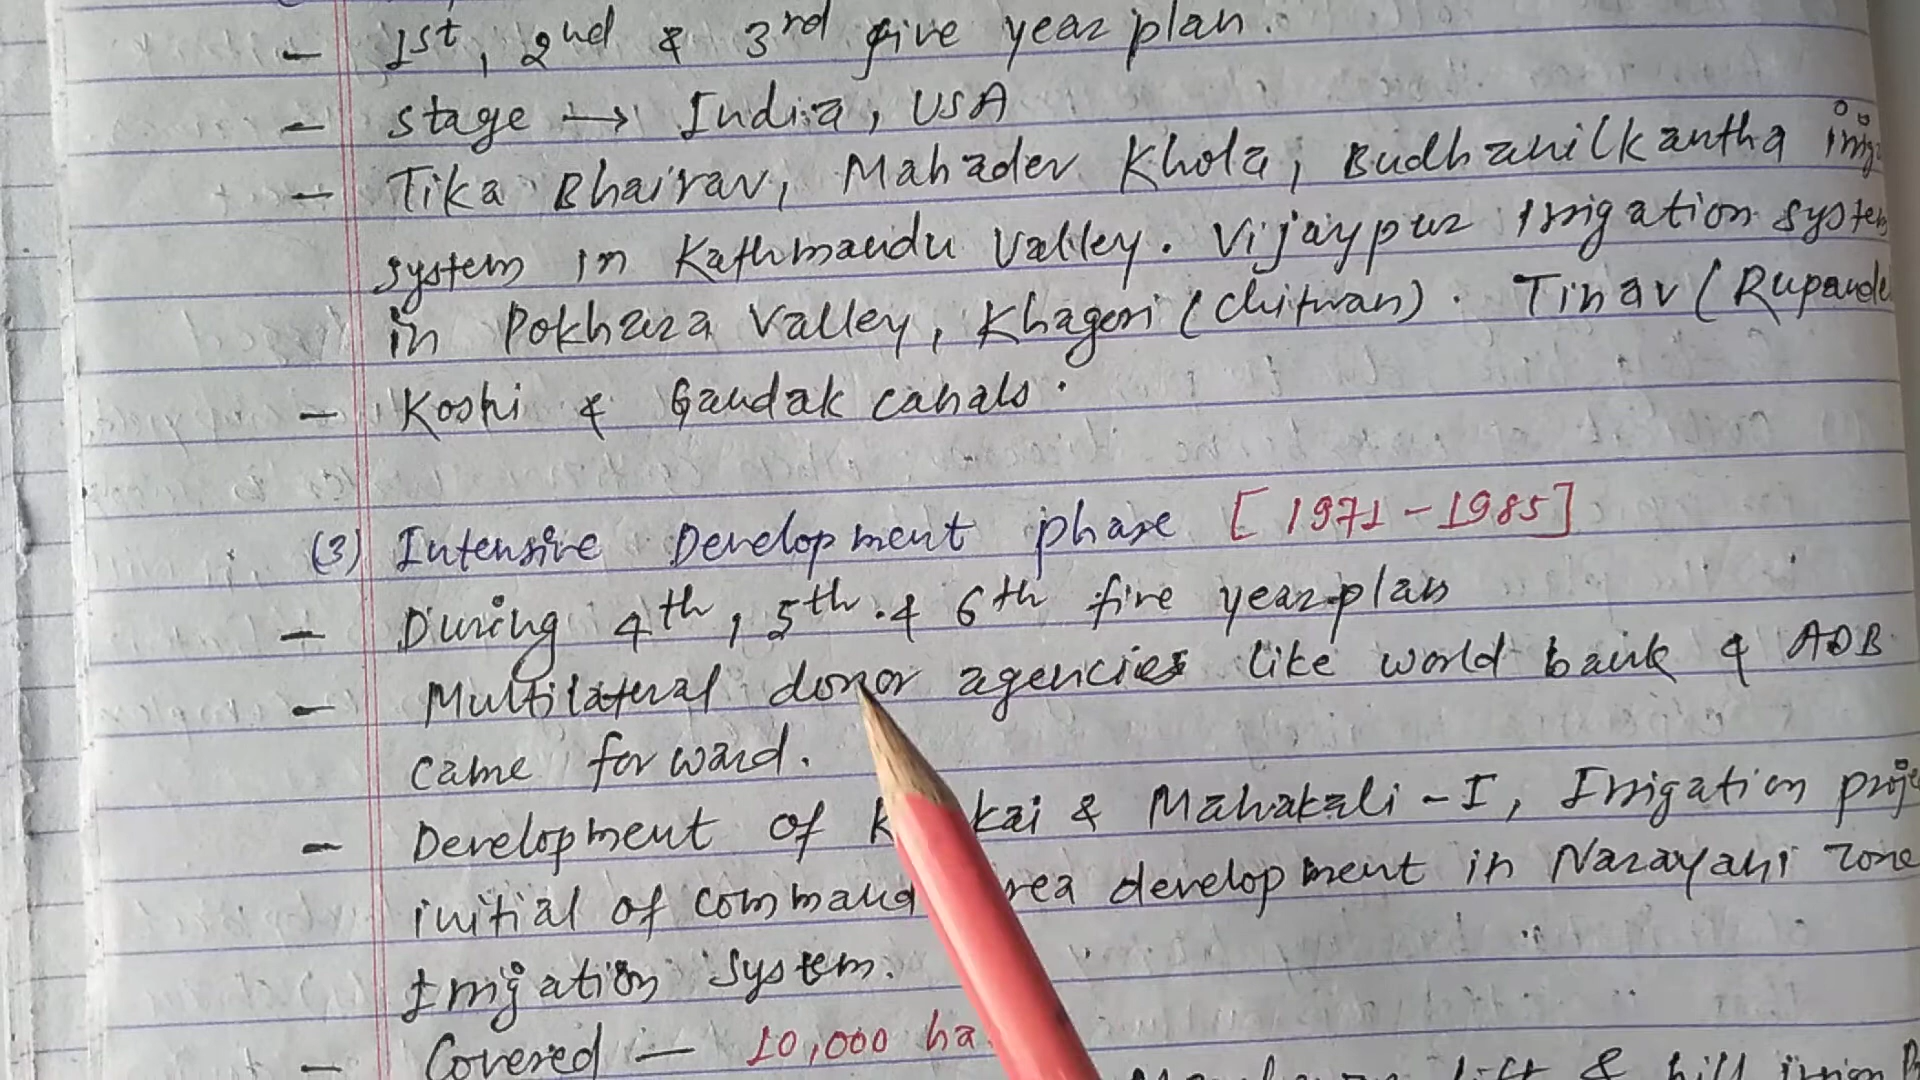 - 1st, 2nd & 3rd five year plan.
- stage → India, USA
- Tika Bhairav, Mahadev Khola, Budhanilkantha
system in Kathmandu Valley. Vijaypur Irrigation system
in Pokhara Valley, Khageri (Chitwan). Tinav (Rupande
- Koshi & Gandak canals.
(3) Intensive Development phase [1971-1985]
- During 4th, 5th & 6th five year plan
- Multilateral donor agencies like world bank & ADB
came forward.
- Development of K kai & Mahakali-I, Irrigation proje
initial of command rea development in Narayani zone
Irrigation System.
- Covered - 10,000 ha
lift & hill